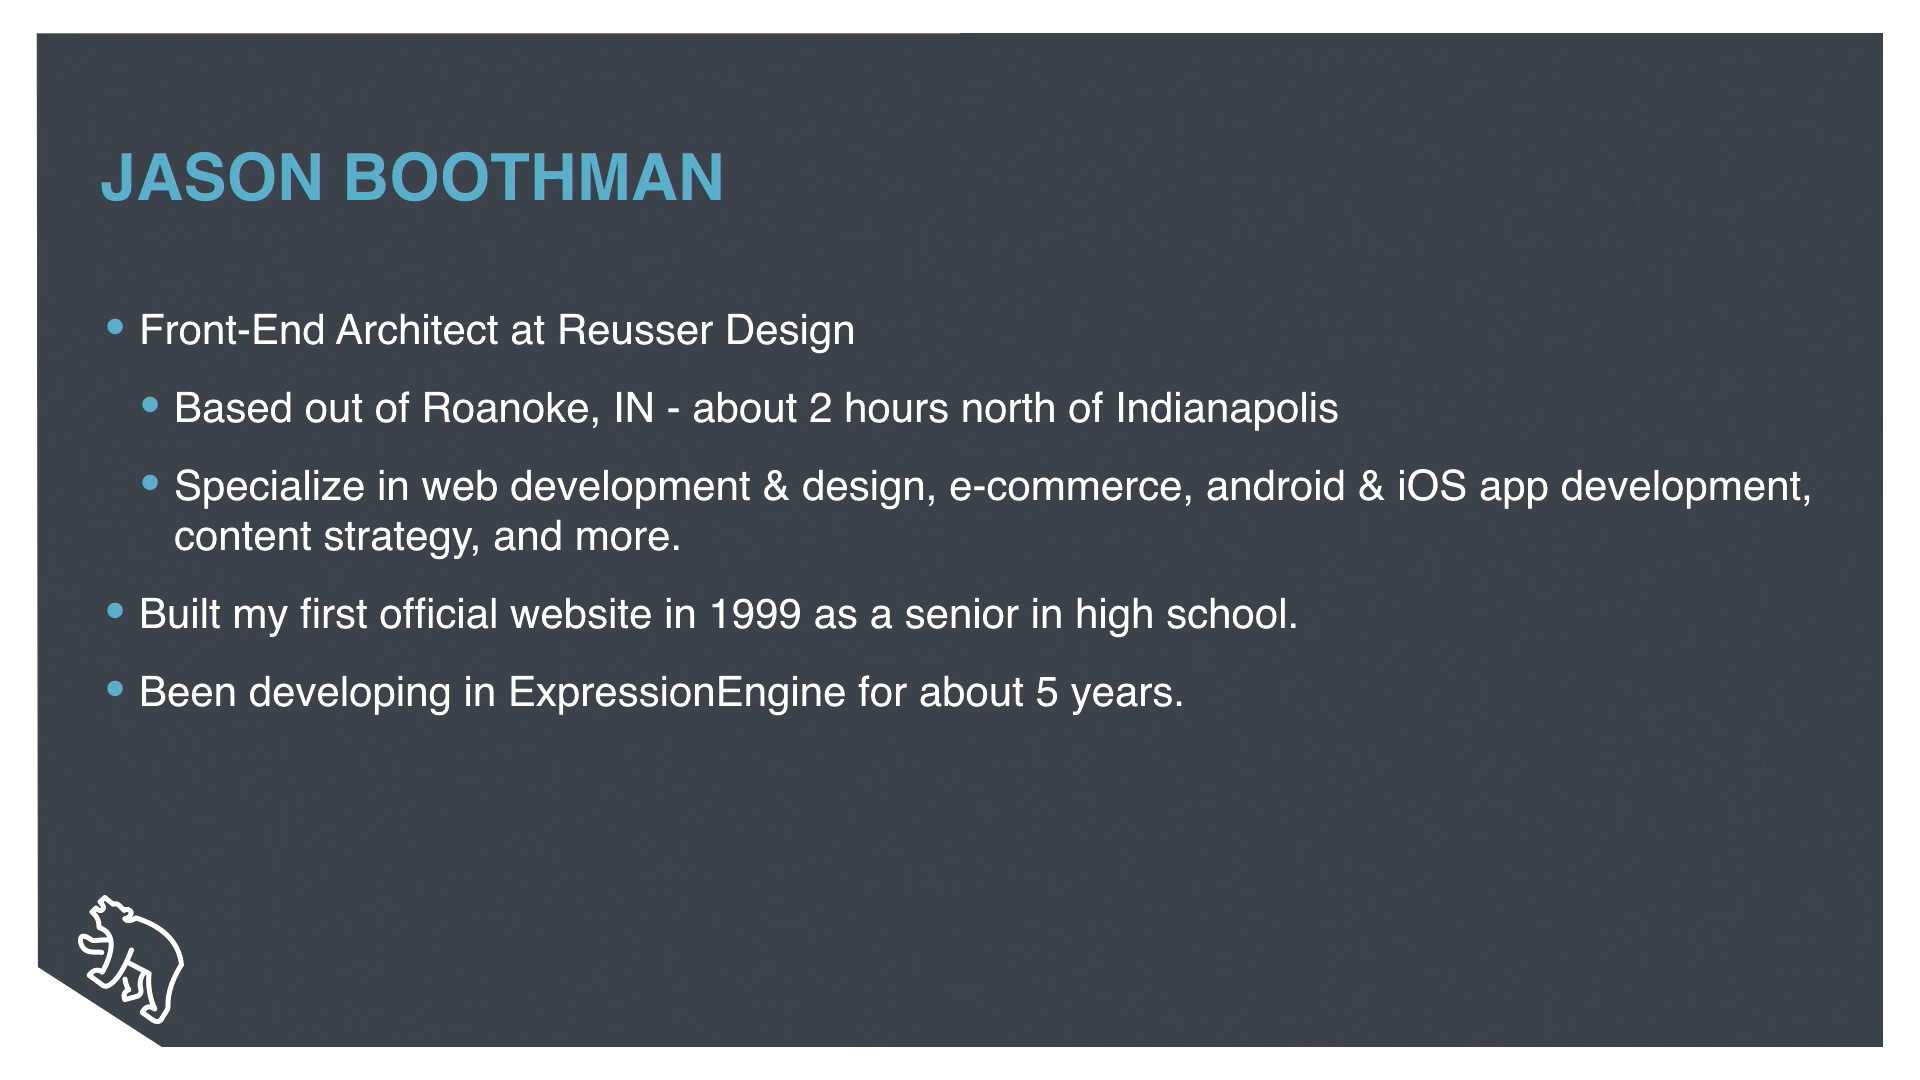 JASON BOOTHMAN
• Front-End Architect at Reusser Design
• Based out of Roanoke, IN - about 2 hours north of Indianapolis
• Specialize in web development & design, e-commerce, android & iOS app development,
content strategy, and more.
• Built my first official website in 1999 as a senior in high school.
• Been developing in ExpressionEngine for about 5 years.